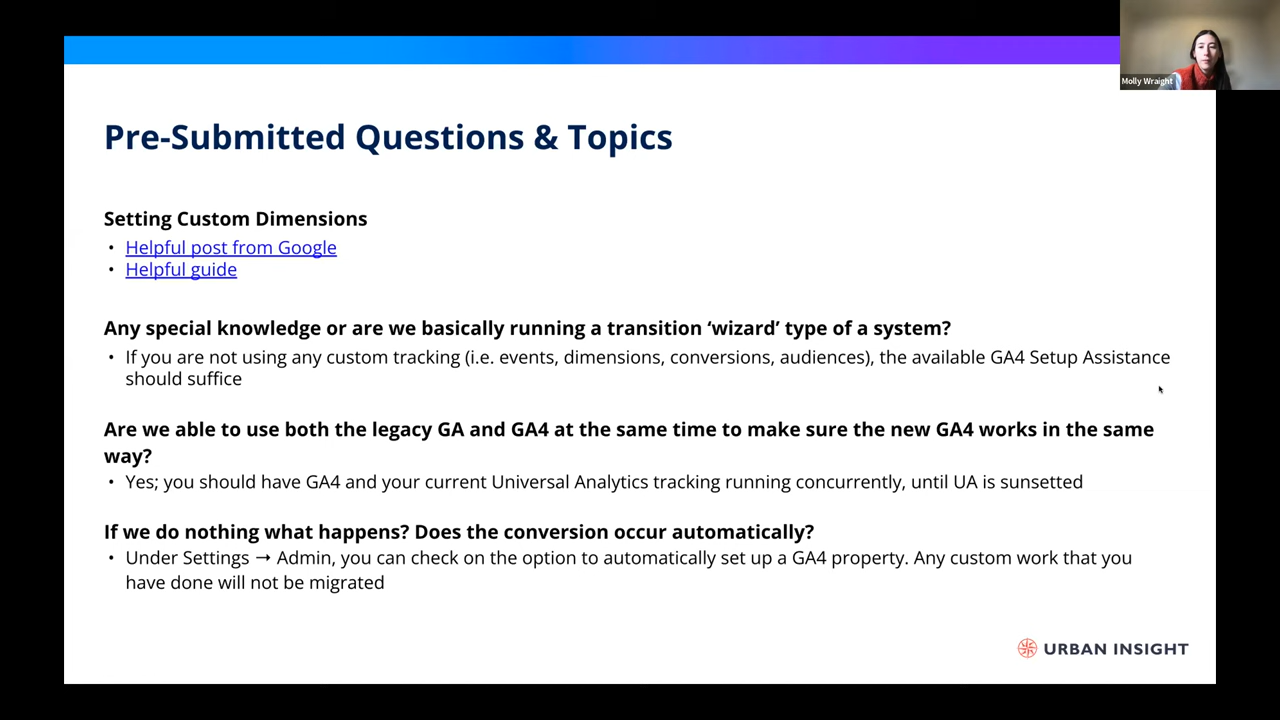 Molly Wraight
Pre-Submitted Questions & Topics
Setting Custom Dimensions
• Helpful post from Google
• Helpful guide
Any special knowledge or are we basically running a transition ‘wizard’ type of a system?
• If you are not using any custom tracking (i.e. events, dimensions, conversions, audiences), the available GA4 Setup Assistance
should suffice
Are we able to use both the legacy GA and GA4 at the same time to make sure the new GA4 works in the same
way?
• Yes; you should have GA4 and your current Universal Analytics tracking running concurrently, until UA is sunsetted
If we do nothing what happens? Does the conversion occur automatically?
• Under Settings → Admin, you can check on the option to automatically set up a GA4 property. Any custom work that you
have done will not be migrated
URBAN INSIGHT